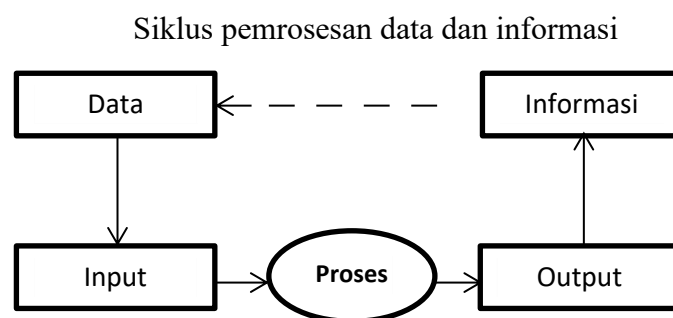 Siklus pemrosesan data dan informasi
Data
Informasi
Input
Proses
Output